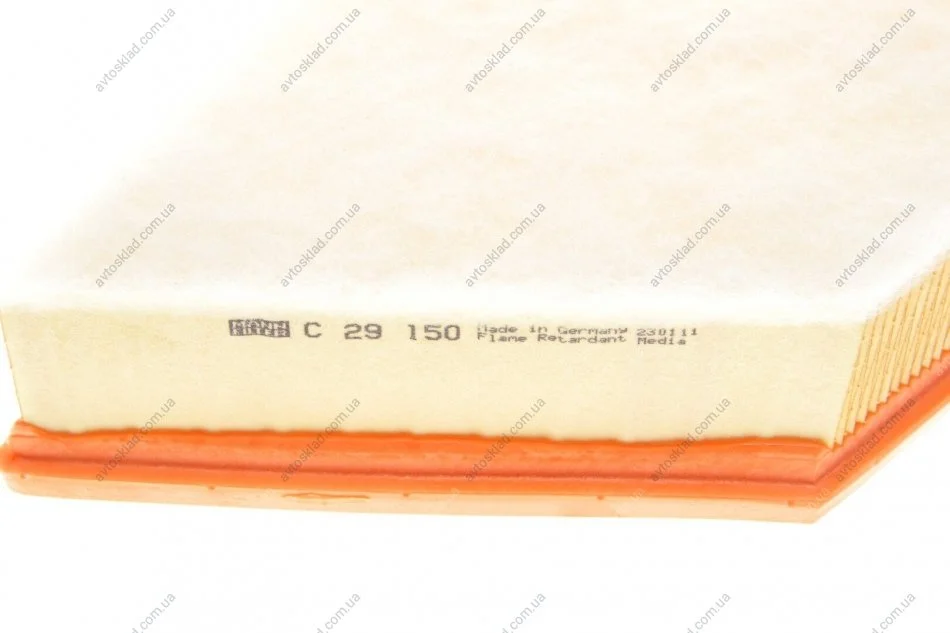 MANN FILTER C 29 150 Made in Germany 230111
Flame Retardant Media
avtosklad.com.ua